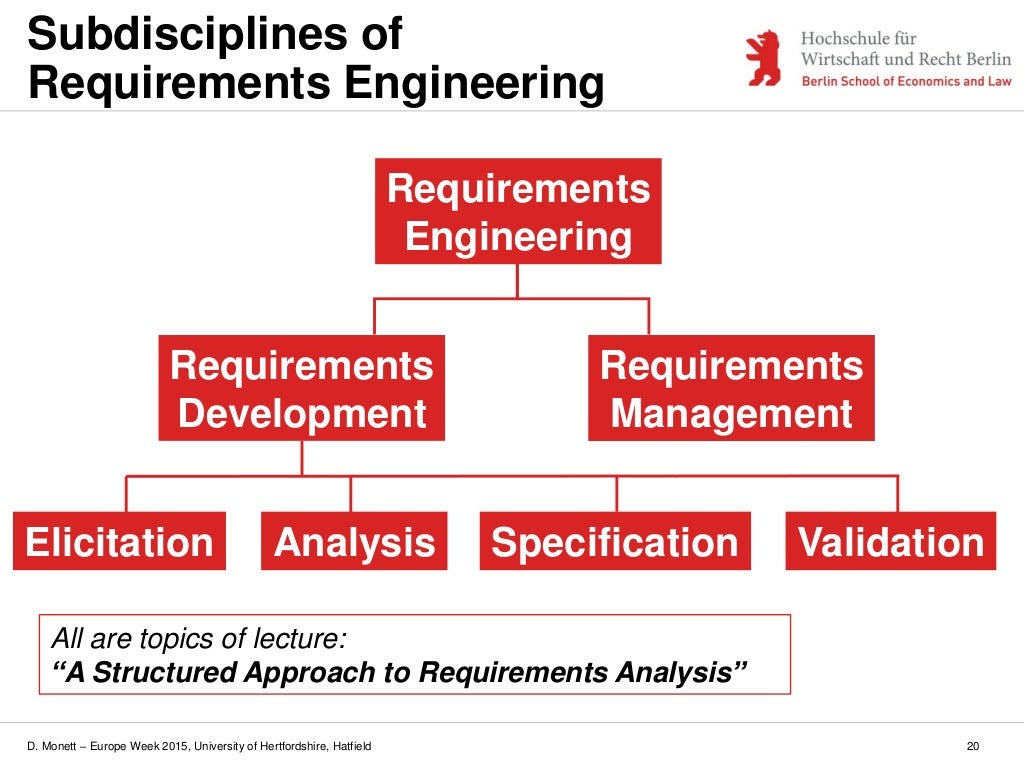 Subdisciplines of
Requirements Engineering
Hochschule für
Wirtschaft und Recht Berlin
Berlin School of Economics and Law
Requirements
Engineering
Requirements
Development
Requirements
Management
Elicitation
Analysis
Specification
Validation
All are topics of lecture:
“A Structured Approach to Requirements Analysis”
D. Monett – Europe Week 2015, University of Hertfordshire, Hatfield
20